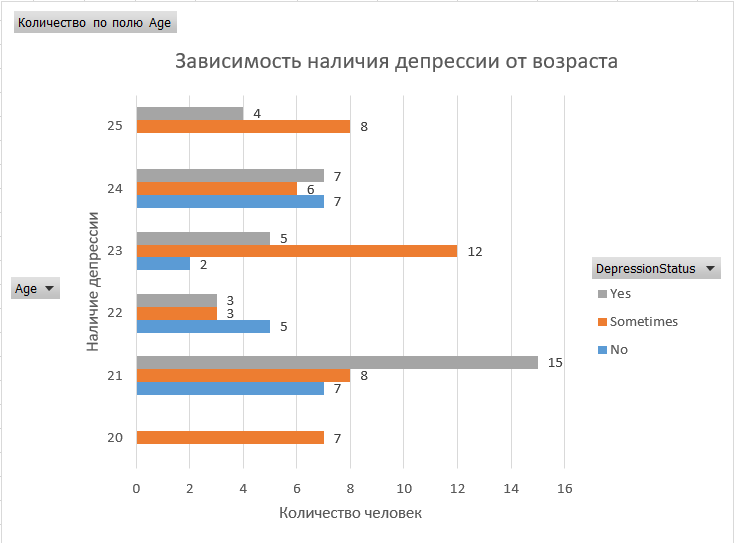 Количество по полю Age
Зависимость наличия депрессии от возраста
25
4
8
24
7
6
7
23
5
12
2
22
3
3
5
21
15
8
7
20
7
0 2 4 6 8 10 12 14 16
Количество человек
Наличие депрессии
Age
DepressionStatus
Yes
Sometimes
No